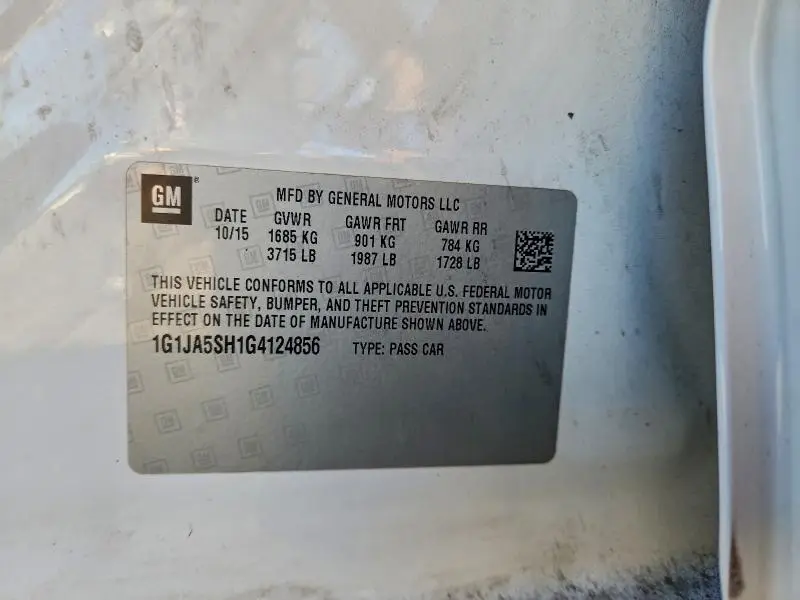 GM®
MFD BY GENERAL MOTORS LLC
DATE GVWR GAWR FRT GAWR RR
10/15 1685 KG 901 KG 784 KG
3715 LB 1987 LB 1728 LB
THIS VEHICLE CONFORMS TO ALL APPLICABLE U.S. FEDERAL MOTOR
VEHICLE SAFETY, BUMPER, AND THEFT PREVENTION STANDARDS IN
EFFECT ON THE DATE OF MANUFACTURE SHOWN ABOVE.
1G1JA5SH1G4124856 TYPE: PASS CAR